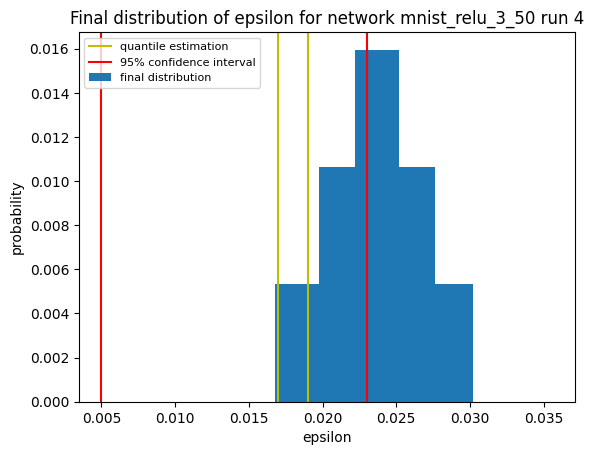 Final distribution of epsilon for network mnist_relu_3_50 run 4
quantile estimation
95% confidence interval
final distribution
probability
0.016
0.014
0.012
0.010
0.008
0.006
0.004
0.002
0.000
0.005 0.010 0.015 0.020 0.025 0.030 0.035
epsilon